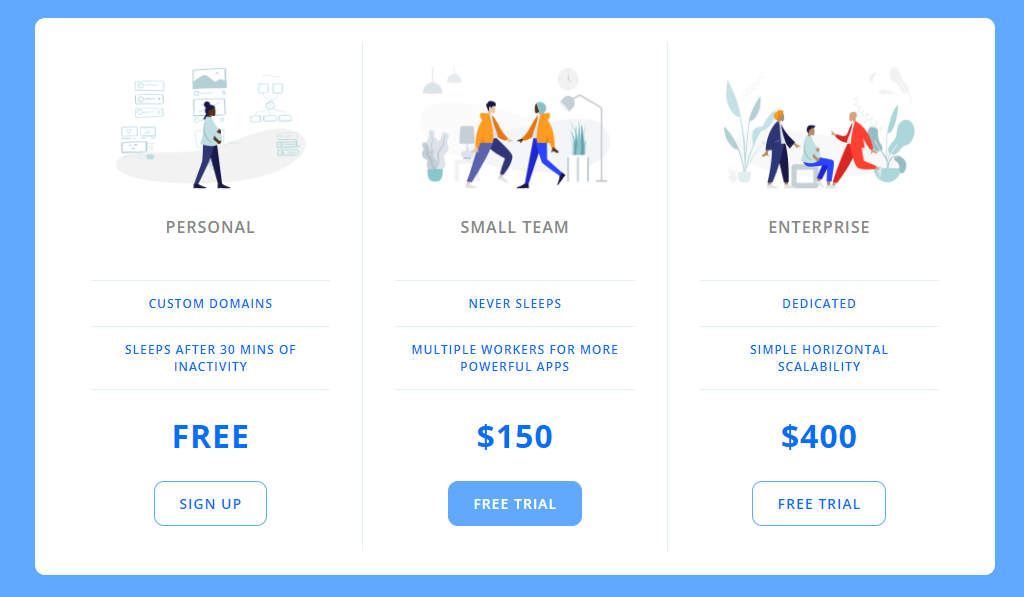 PERSONAL
CUSTOM DOMAINS
SLEEPS AFTER 30 MINS OF
INACTIVITY
FREE
SIGN UP
SMALL TEAM
NEVER SLEEPS
MULTIPLE WORKERS FOR MORE
POWERFUL APPS
$150
FREE TRIAL
ENTERPRISE
DEDICATED
SIMPLE HORIZONTAL
SCALABILITY
$400
FREE TRIAL